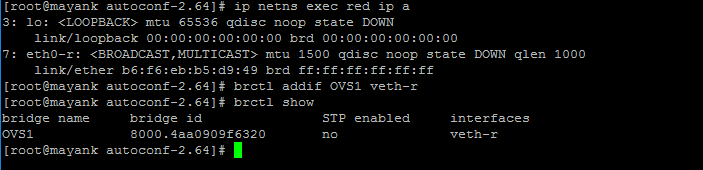 [root@mayank autoconf-2.64]# ip netns exec red ip a
3: lo: <LOOPBACK> mtu 65536 qdisc noop state DOWN
    link/loopback 00:00:00:00:00:00 brd 00:00:00:00:00:00
7: eth0-r: <BROADCAST,MULTICAST> mtu 1500 qdisc noop state DOWN qlen 1000
    link/ether b6:f6:eb:b5:d9:49 brd ff:ff:ff:ff:ff:ff
[root@mayank autoconf-2.64]# brctl addif OVS1 veth-r
[root@mayank autoconf-2.64]# brctl show
bridge name     bridge id               STP enabled     interfaces
OVS1            8000.4aa0909f6320       no              veth-r
[root@mayank autoconf-2.64]#